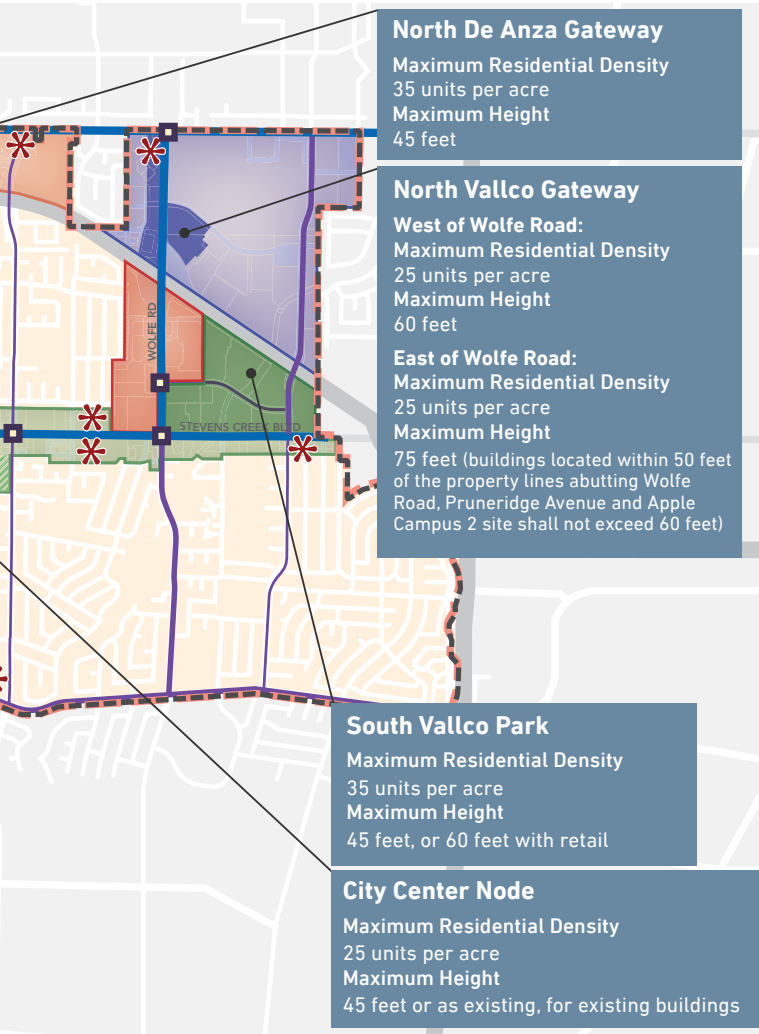 North De Anza Gateway
Maximum Residential Density
35 units per acre
Maximum Height
45 feet
North Vallco Gateway
West of Wolfe Road:
Maximum Residential Density
25 units per acre
Maximum Height
60 feet
East of Wolfe Road:
Maximum Residential Density
25 units per acre
Maximum Height
75 feet (buildings located within 50 feet
of the property lines abutting Wolfe
Road, Pruneridge Avenue and Apple
Campus 2 site shall not exceed 60 feet)
WOLFE RD
STEVENS CREEK BLVD
South Vallco Park
Maximum Residential Density
35 units per acre
Maximum Height
45 feet, or 60 feet with retail
City Center Node
Maximum Residential Density
25 units per acre
Maximum Height
45 feet or as existing, for existing buildings